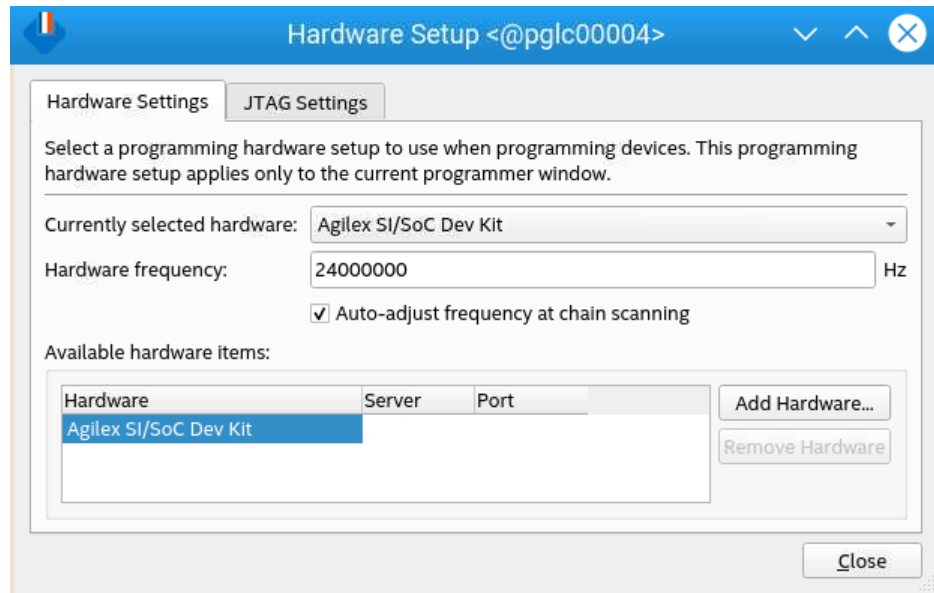 Hardware Setup <@pglc00004>
Hardware Settings
JTAG Settings
Select a programming hardware setup to use when programming devices. This programming
hardware setup applies only to the current programmer window.
Currently selected hardware: Agilex SI/SoC Dev Kit
Hardware frequency: 24000000 Hz
Auto-adjust frequency at chain scanning
Available hardware items:
Hardware Server Port
Add Hardware...
Agilex SI/SoC Dev Kit
Remove Hardware
Close